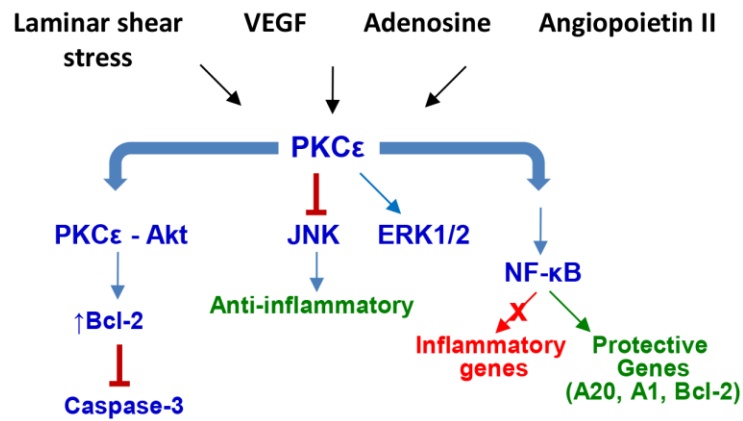 Laminar shear
stress
VEGF
Adenosine
Angiopoietin II
PKCε
PKCε - Akt
JNK
ERK1/2
NF-κB
Anti-inflammatory
↑Bcl-2
X
Inflammatory
genes
Protective
Genes
(A20, A1, Bcl-2)
Caspase-3